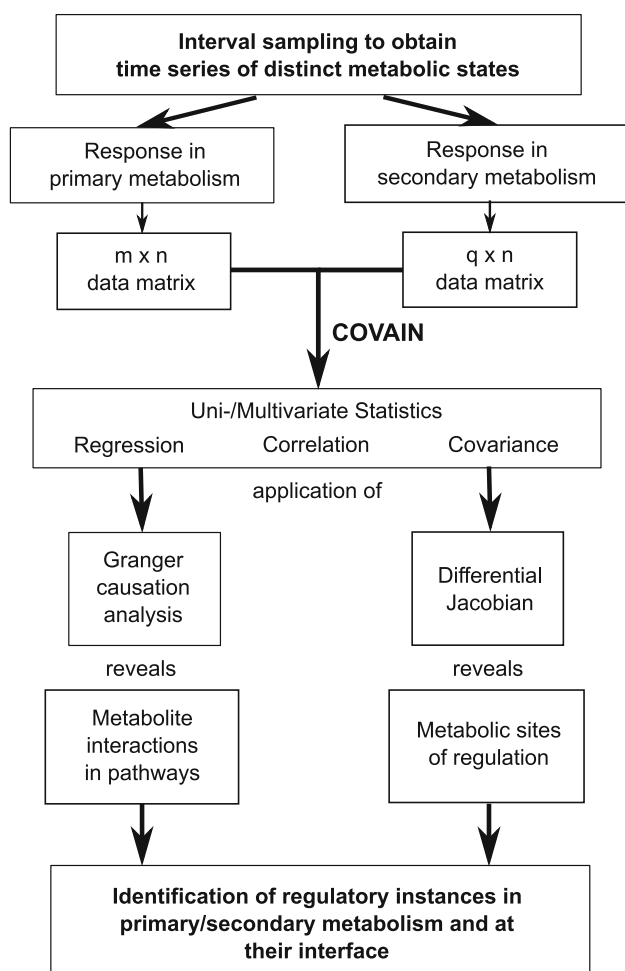 Interval sampling to obtain
time series of distinct metabolic states
Response in
primary metabolism
Response in
secondary metabolism
m x n
data matrix
q x n
data matrix
COVAIN
Uni-/Multivariate Statistics
Regression Correlation Covariance
application of
Granger
causation
analysis
Differential
Jacobian
reveals
reveals
Metabolite
interactions
in pathways
Metabolic sites
of regulation
Identification of regulatory instances in
primary/secondary metabolism and at
their interface